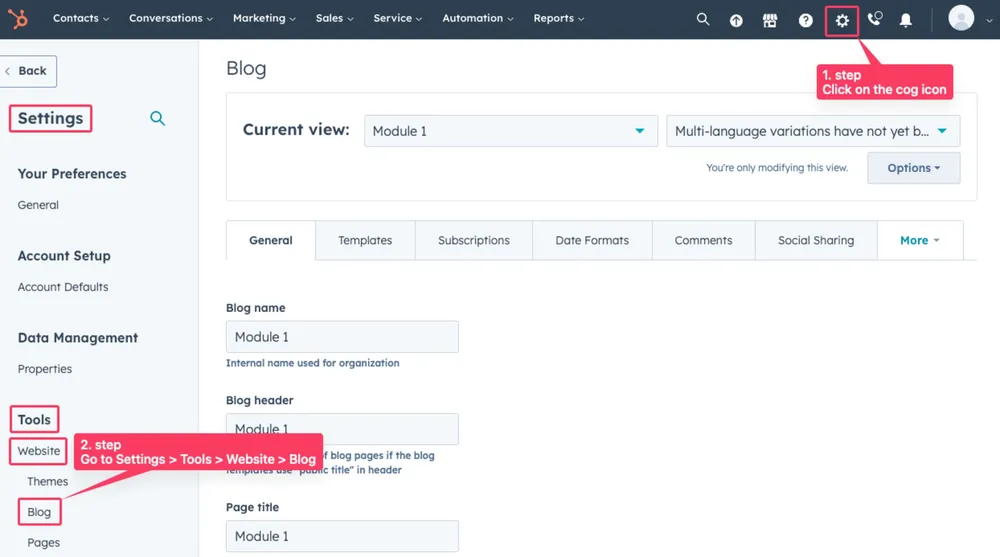 Contacts Conversations Marketing Sales Service Automation Reports
1. step
Click on the cog icon
Back
Settings
Your Preferences
General
Account Setup
Account Defaults
Data Management
Properties
Tools
Website
2. step
Go to Settings > Tools > Website > Blog
Themes
Blog
Pages
Blog
Current view: Module 1 Multi-language variations have not yet b...
You're only modifying this view. Options
General Templates Subscriptions Date Formats Comments Social Sharing More
Blog name
Module 1
Internal name used for organization
Blog header
Module 1
of blog pages if the blog
templates use "public title" in header
Page title
Module 1